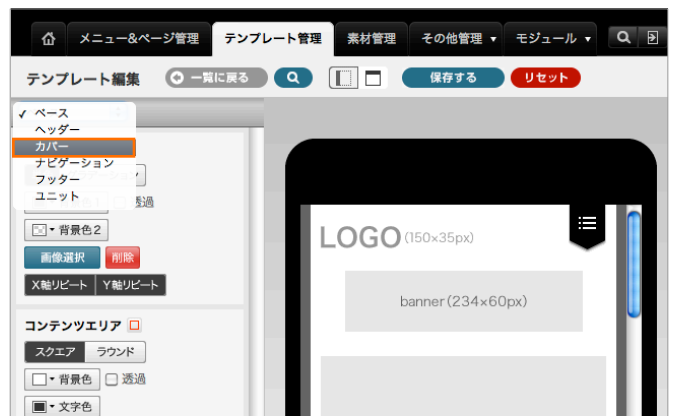 メニュー&ページ管理 テンプレート管理 素材管理 その他管理 ▼ モジュール ▼
テンプレート編集 一覧に戻る 保存する リセット
✓ ベース
ヘッダー
カバー
ナビゲーション
フッター
ユニット
透過
背景色2
画像選択 削除
X軸リピート Y軸リピート
コンテンツエリア
スクエア ラウンド
背景色 透過
文字色
LOGO (150×35px)
banner (234×60px)